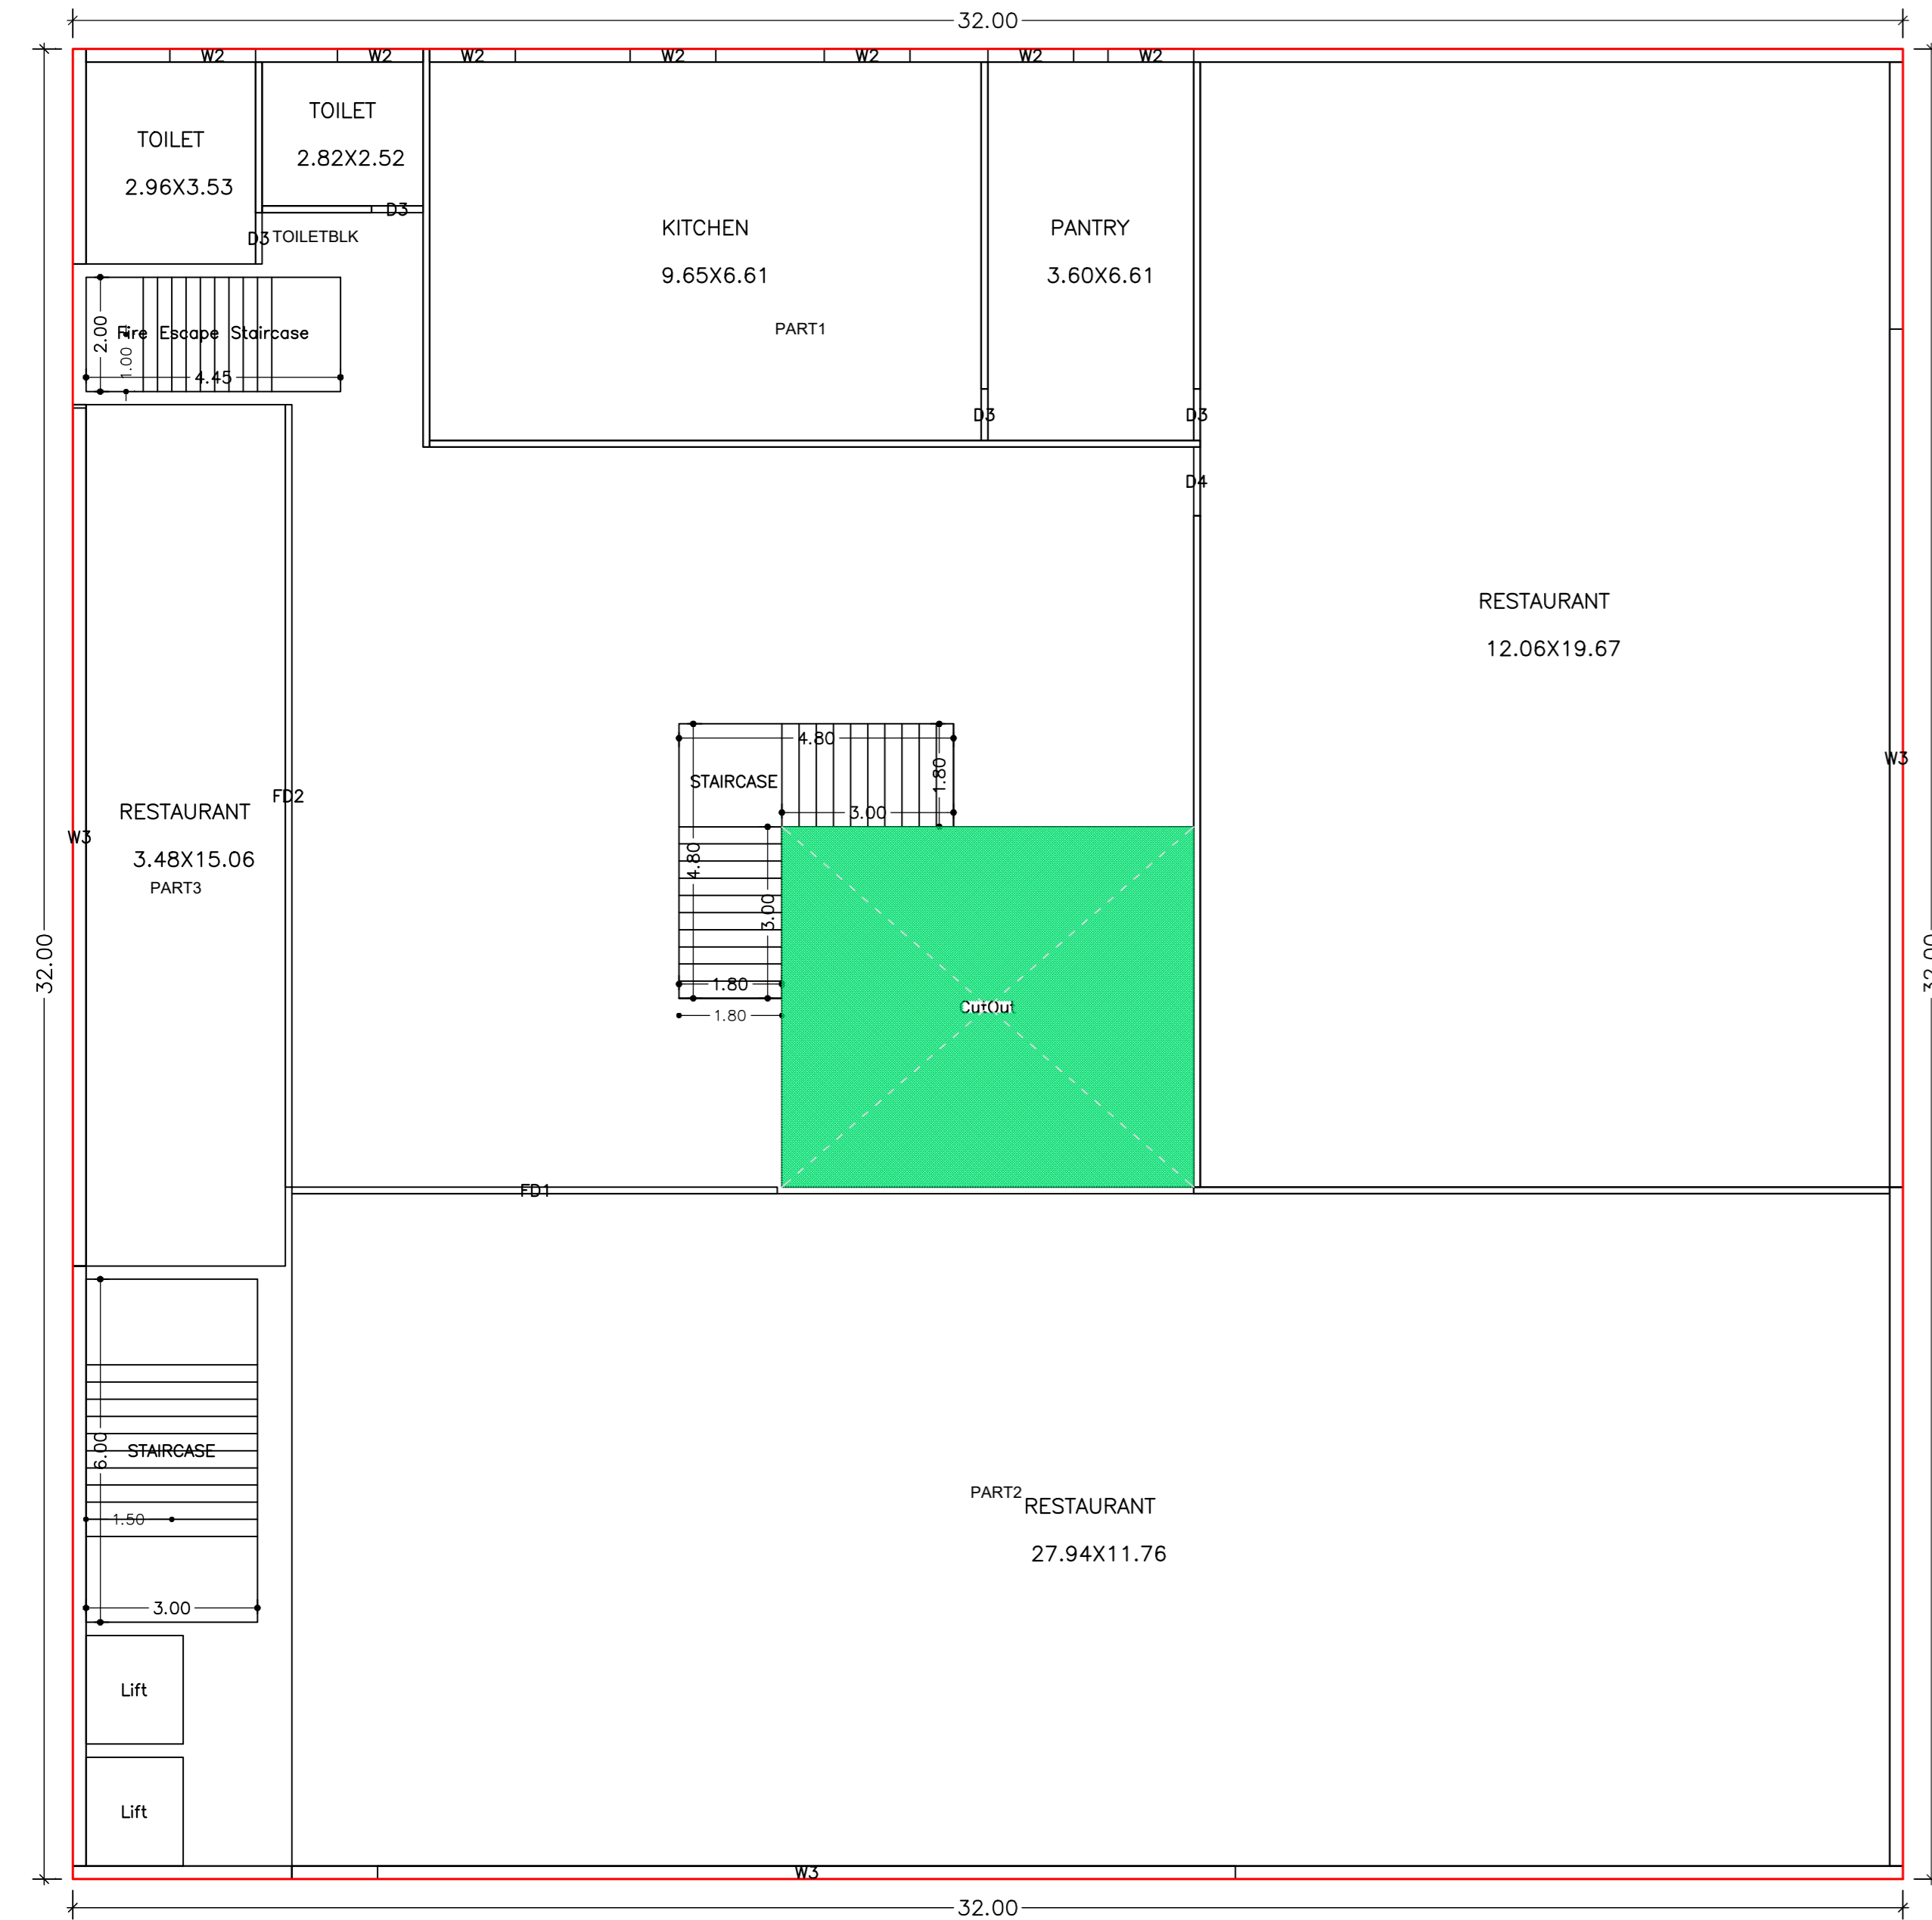 32.00
W2
W2
W2
W2
W2
W2
W2
TOILET
2.96X3.53
TOILET
2.82X2.52
D3
D3
TOILETBLK
KITCHEN
9.65X6.61
PART1
PANTRY
3.60X6.61
Fire Escape Staircase
2.00
1.00
4.45
D3
D3
D4
RESTAURANT
12.06X19.67
4.80
STAIRCASE
1.80
3.00
4.80
3.00
1.80
1.80
W3
FD2
RESTAURANT
3.48X15.06
PART3
W3
32.00
32.00
CutOut
FD1
6.00
STAIRCASE
1.50
3.00
PART2
RESTAURANT
27.94X11.76
Lift
Lift
W3
32.00